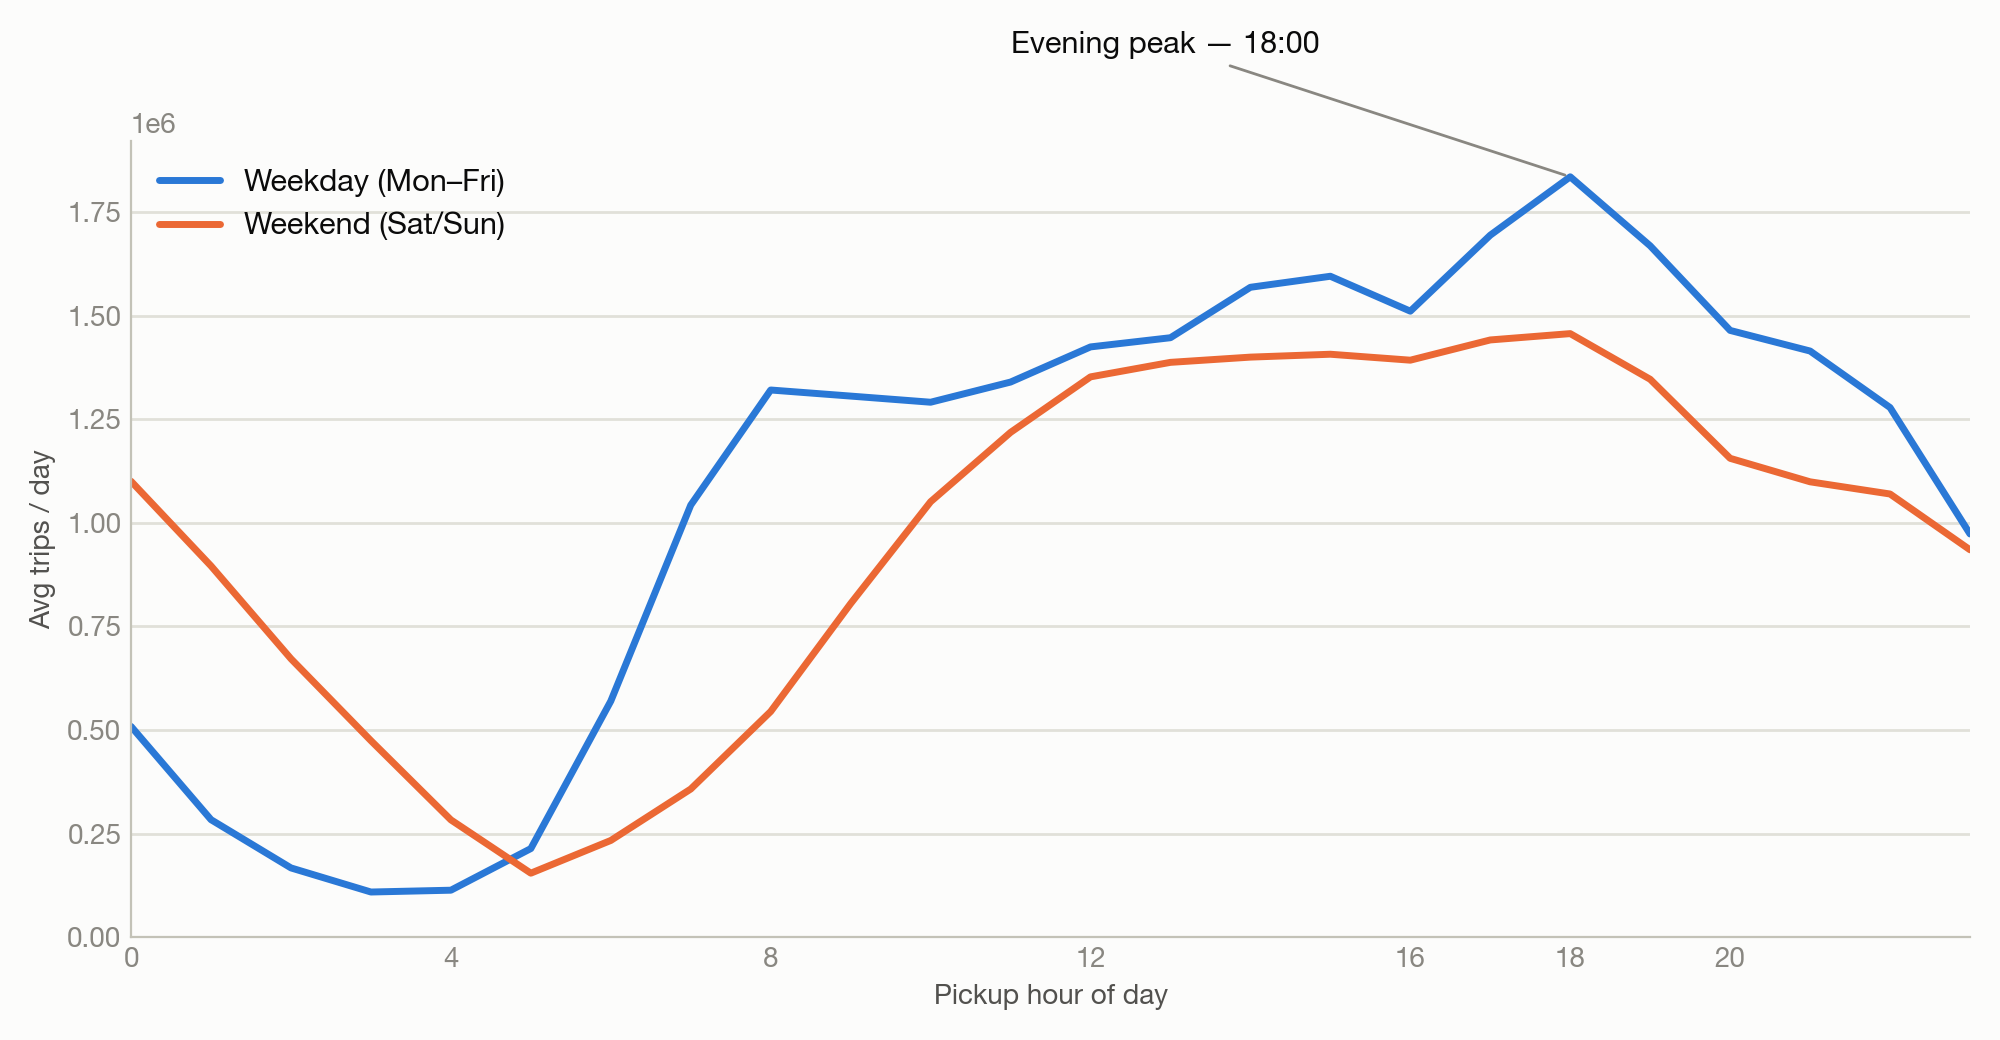 Evening peak — 18:00
1e6
Weekday (Mon–Fri)
Weekend (Sat/Sun)
1.75
1.50
1.25
1.00
0.75
0.50
0.25
0.00
Avg trips / day
0 4 8 12 16 18 20
Pickup hour of day